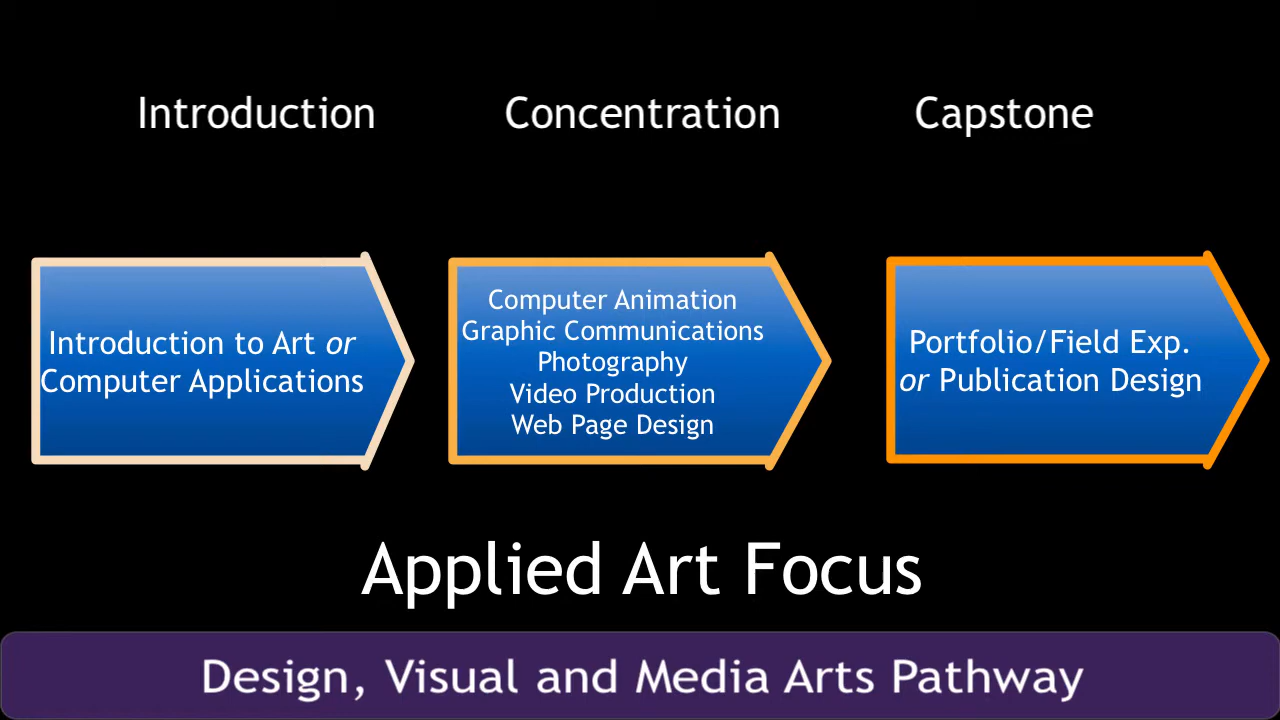 Introduction
Concentration
Capstone
Introduction to Art or
Computer Applications
Computer Animation
Graphic Communications
Photography
Video Production
Web Page Design
Portfolio/Field Exp.
or Publication Design
Applied Art Focus
Design, Visual and Media Arts Pathway